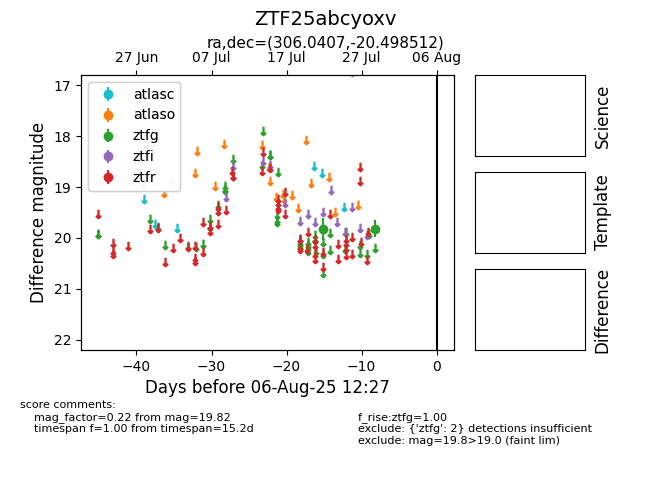 ZTF25abcyoxv
ra,dec=(306.0407,-20.498512)
27 Jun 07 Jul 17 Jul 27 Jul 06 Aug
17
18
19
20
21
22
Difference magnitude
atlasc
atlaso
ztfg
ztfi
ztfr
−40 −30 −20 −10 0
Days before 06-Aug-25 12:27
Science
Template
Difference
score comments:
mag_factor=0.22 from mag=19.82
timespan f=1.00 from timespan=15.2d
f_rise:ztfg=1.00
exclude: {'ztfg': 2} detections insufficient
exclude: mag=19.8>19.0 (faint lim)